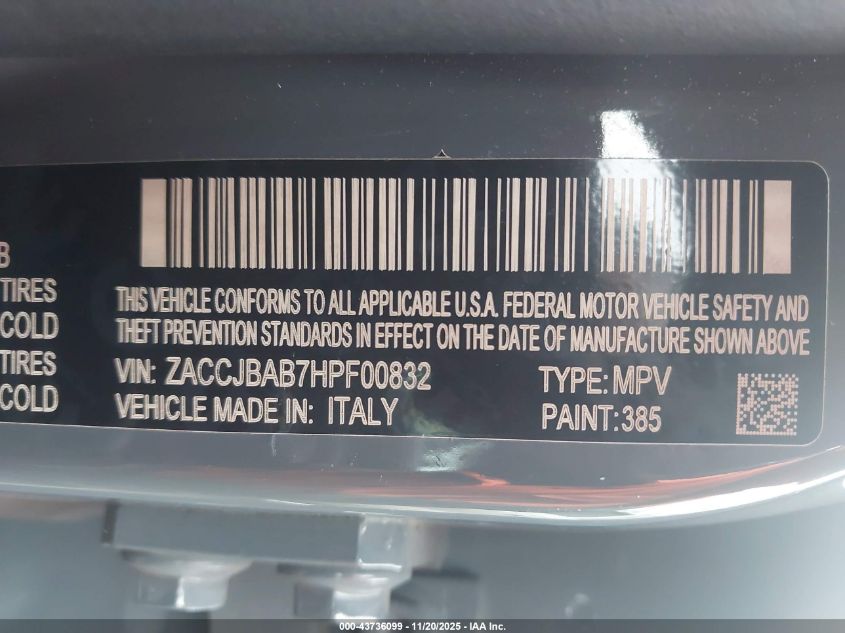 B
TIRES
COLD
TIRES
COLD
THIS VEHICLE CONFORMS TO ALL APPLICABLE U.S.A. FEDERAL MOTOR VEHICLE SAFETY AND
THEFT PREVENTION STANDARDS IN EFFECT ON THE DATE OF MANUFACTURE SHOWN ABOVE
VIN: ZACCJBAB7HPF00832 TYPE: MPV
VEHICLE MADE IN: ITALY PAINT: 385
000-43736099 - 11/20/2025 - IAA Inc.